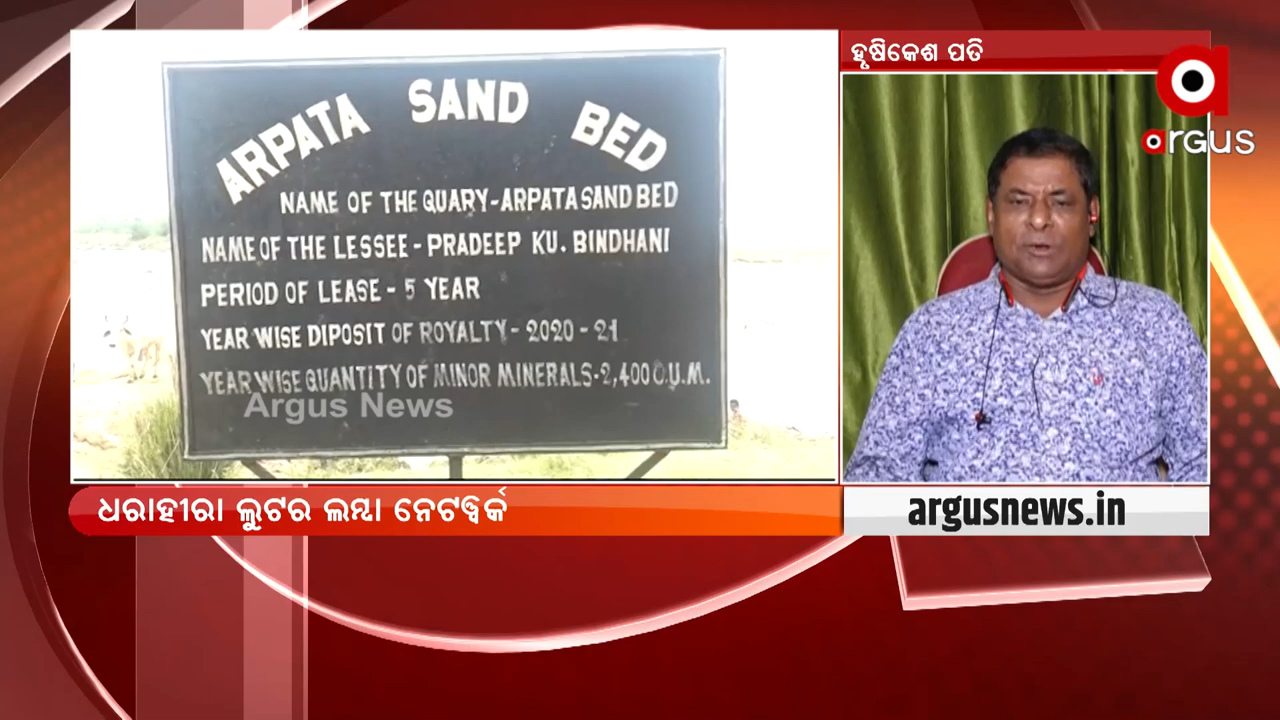 ARPATA SAND BED
NAME OF THE QUARY-ARPATA SAND BED
NAME OF THE LESSEE - PRADEEP KU. BINDHANI
PERIOD OF LEASE - 5 YEAR
YEAR WISE DIPOSIT OF ROYALTY - 2020 - 21
YEAR WISE QUANTITY OF MINOR MINERALS-2,400 C.U.M.
Argus News
ହୃଷିକେଶ ପତି
a
argus
ଧରାହୀରା ଲୁଟର ଲମ୍ବା ନେଟୱର୍କ
argusnews.in